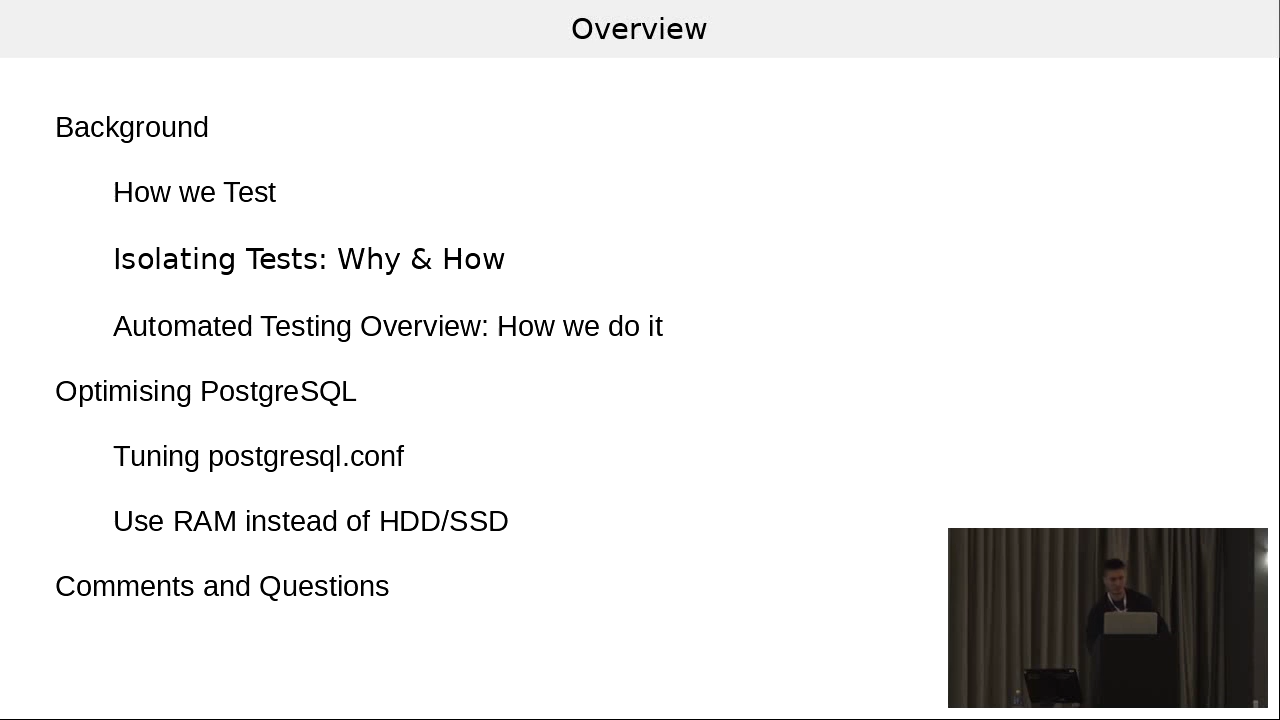 Overview
Background
How we Test
Isolating Tests: Why & How
Automated Testing Overview: How we do it
Optimising PostgreSQL
Tuning postgresql.conf
Use RAM instead of HDD/SSD
Comments and Questions